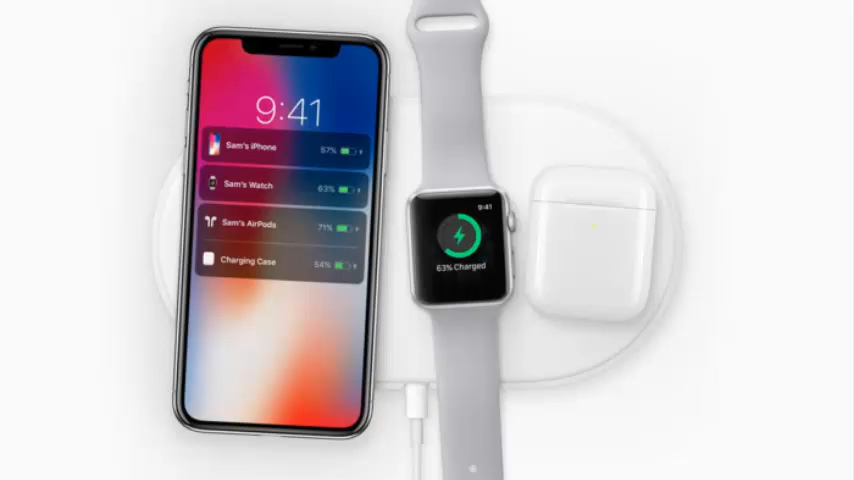 9:41
Sam's iPhone 57%
Sam's Watch 63%
Sam's AirPods 71%
Charging Case 54%
9:41
63% Charged